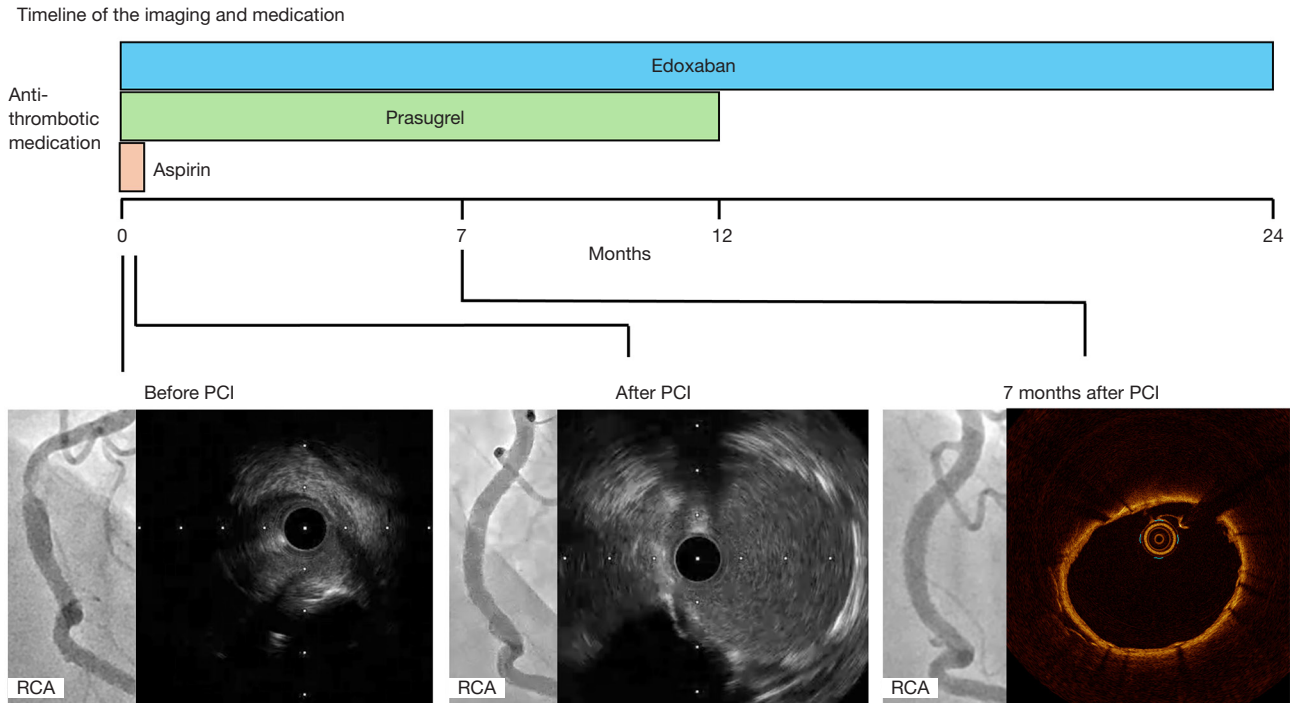 Timeline of the imaging and medication
Edoxaban
Anti-
thrombotic
medication
Prasugrel
Aspirin
0
7
12
24
Months
Before PCI
After PCI
7 months after PCI
RCA
RCA
RCA